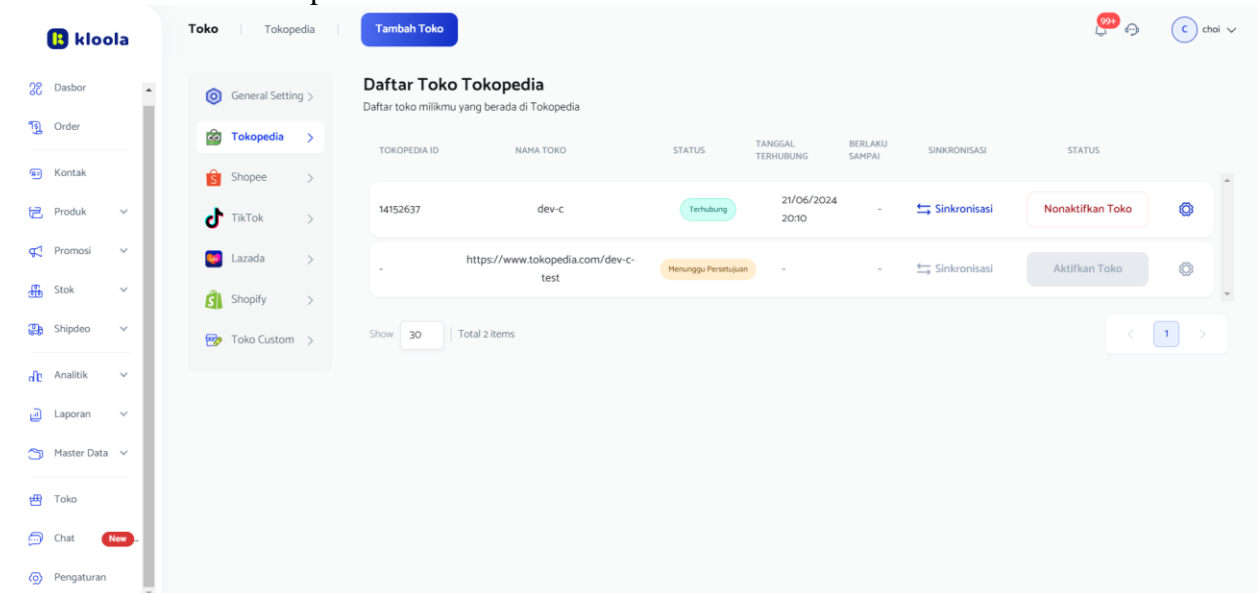 kloola
Toko
Tokopedia
Tambah Toko
99+
C
choi
Dasbor
Order
Kontak
Produk
Promosi
Stok
Shipdeo
Analitik
Laporan
Master Data
Toko
Chat
New
Pengaturan
General Setting
Tokopedia
Shopee
TikTok
Lazada
Shopify
Toko Custom
Daftar Toko Tokopedia
Daftar toko milikmu yang berada di Tokopedia
TOKOPEDIA ID
NAMA TOKO
STATUS
TANGGAL
TERHUBUNG
BERLAKU
SAMPAI
SINKRONISASI
STATUS
14152637
dev-c
Terhubung
21/06/2024
20:10
-
Sinkronisasi
Nonaktifkan Toko
-
https://www.tokopedia.com/dev-c-
test
Menunggu Persetujuan
-
-
Sinkronisasi
Aktifkan Toko
Show
30
Total 2 items
1